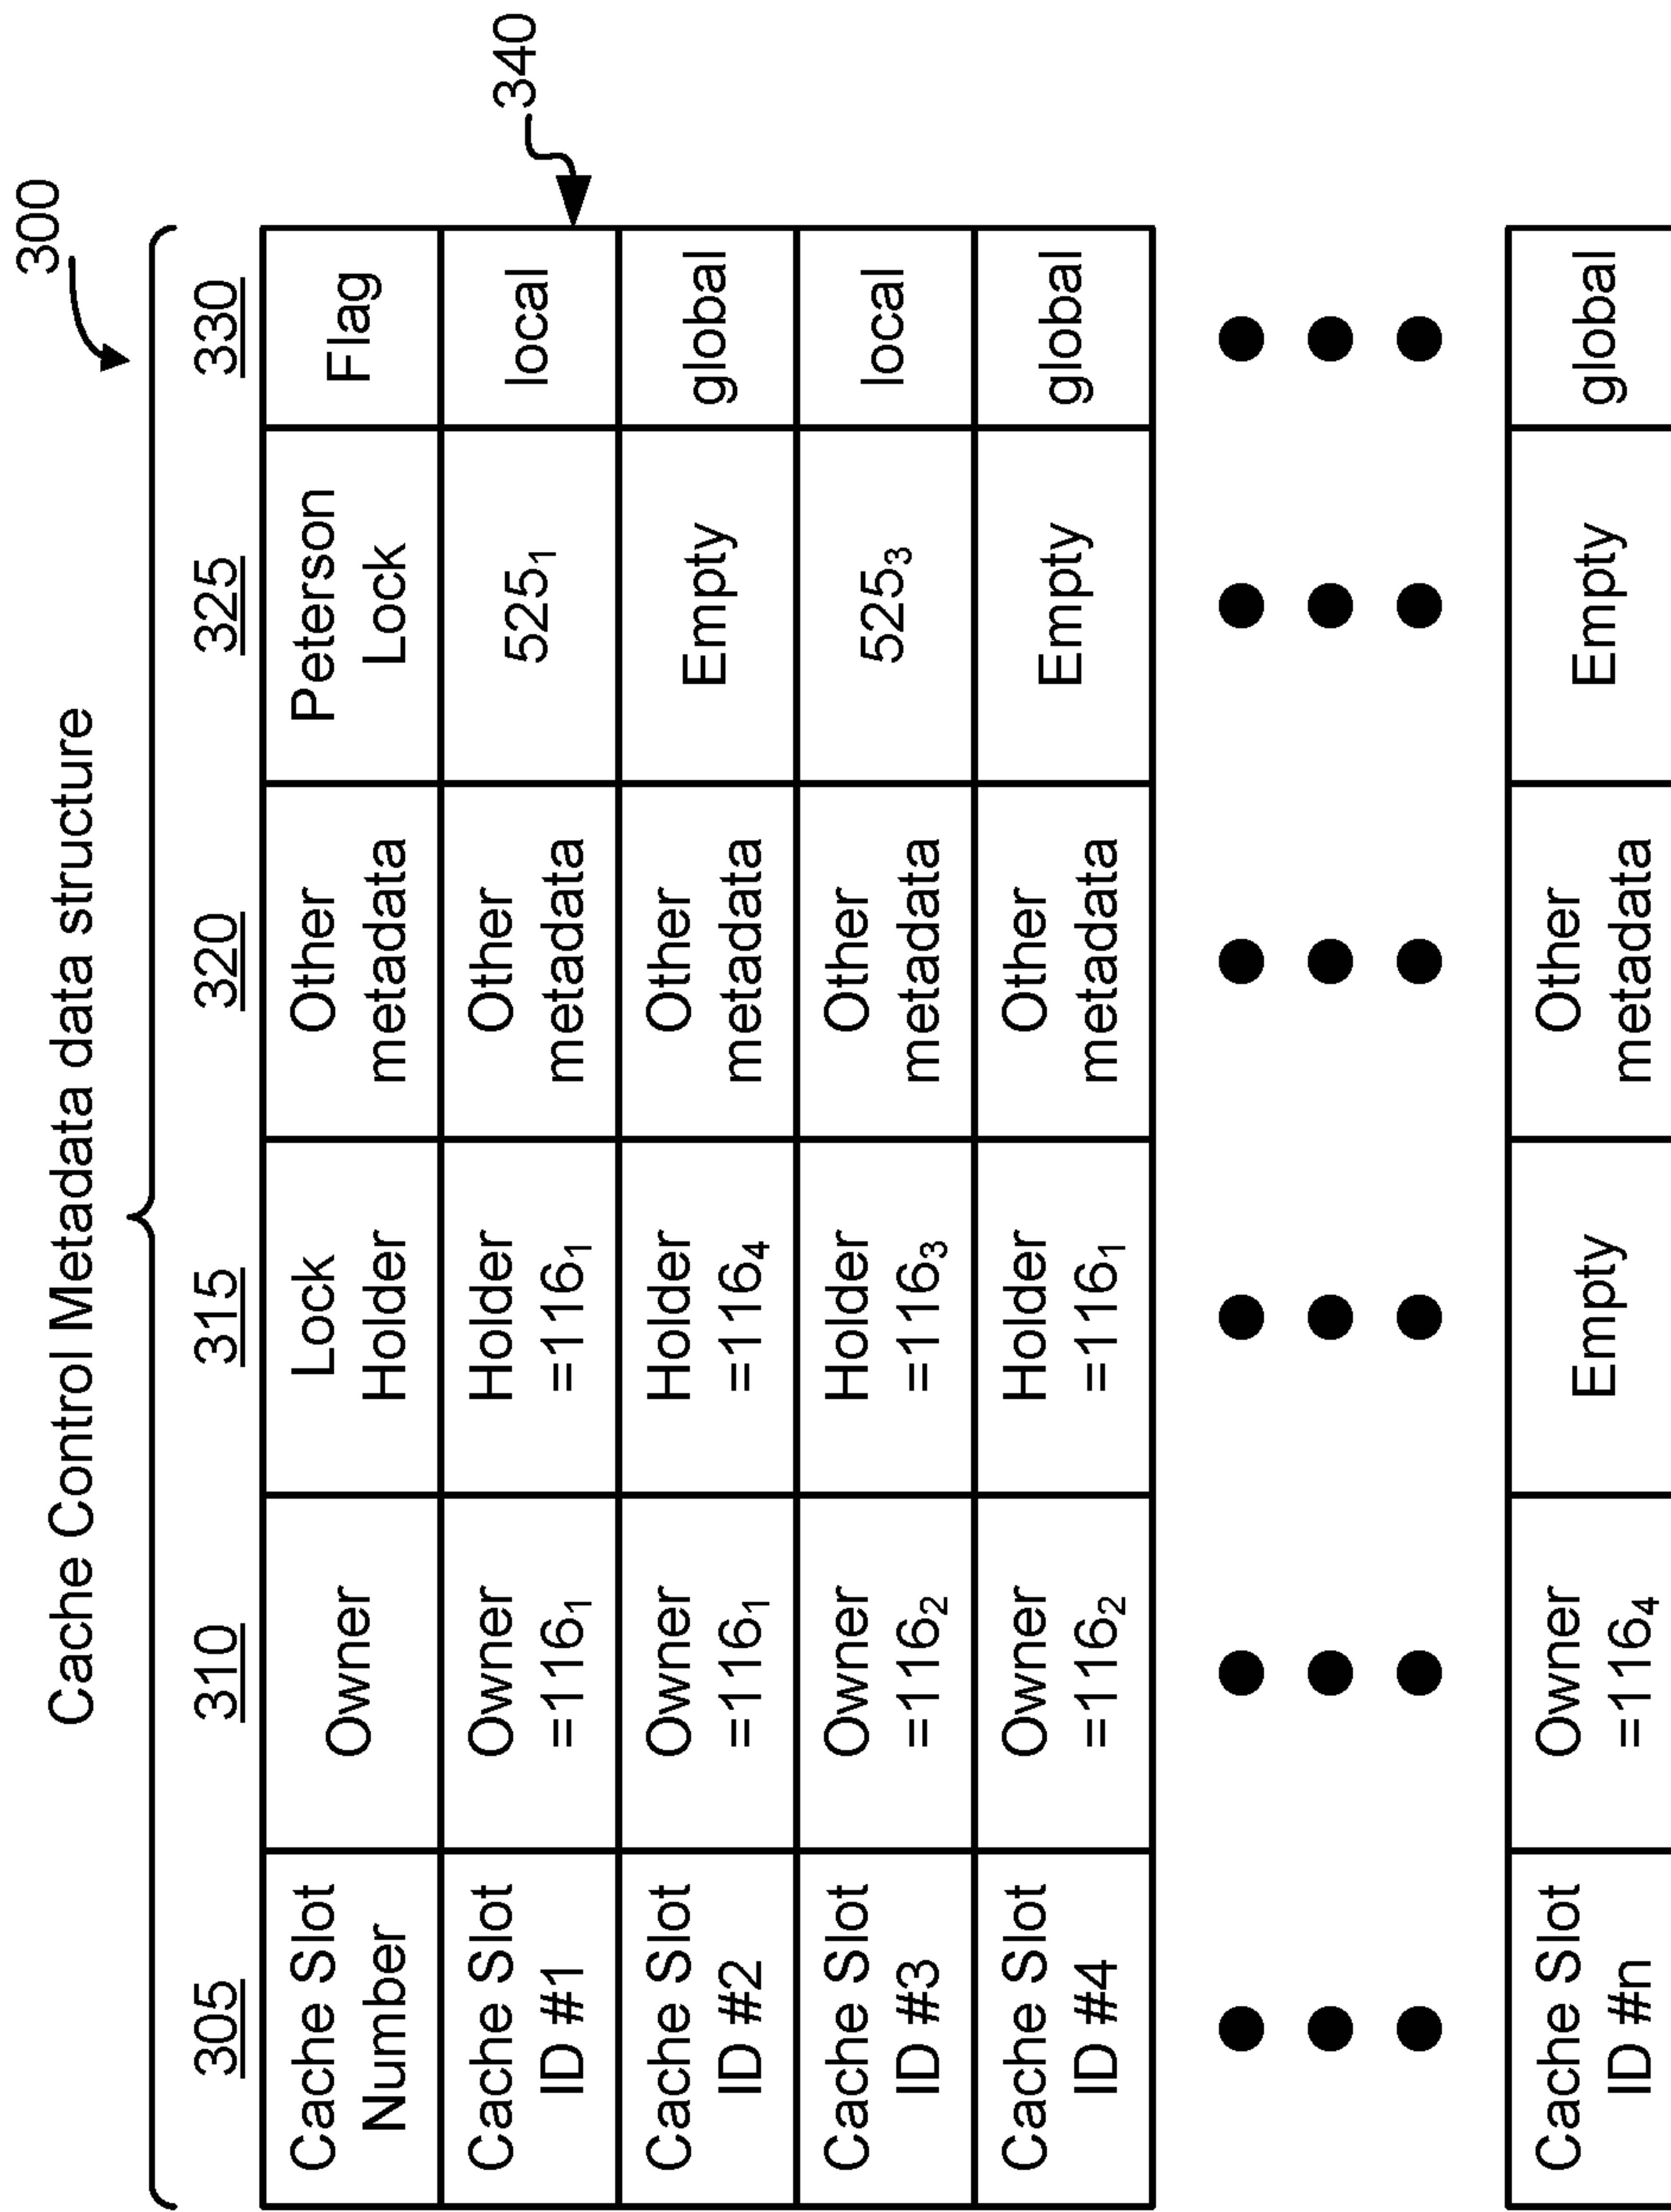 300
Cache Control Metadata data structure
305 310 315 320 325 330
Cache Slot
Number
Owner
Lock
Holder
Other
metadata
Peterson
Lock
Flag
Cache Slot
ID #1
Owner
=116₁
Holder
=116₁
Other
metadata
525₁
local
340
Cache Slot
ID #2
Owner
=116₁
Holder
=116₄
Other
metadata
Empty
global
Cache Slot
ID #3
Owner
=116₂
Holder
=116₃
Other
metadata
525₃
local
Cache Slot
ID #4
Owner
=116₂
Holder
=116₁
Other
metadata
Empty
global
Cache Slot
ID #n
Owner
=116₄
Empty
Other
metadata
Empty
global